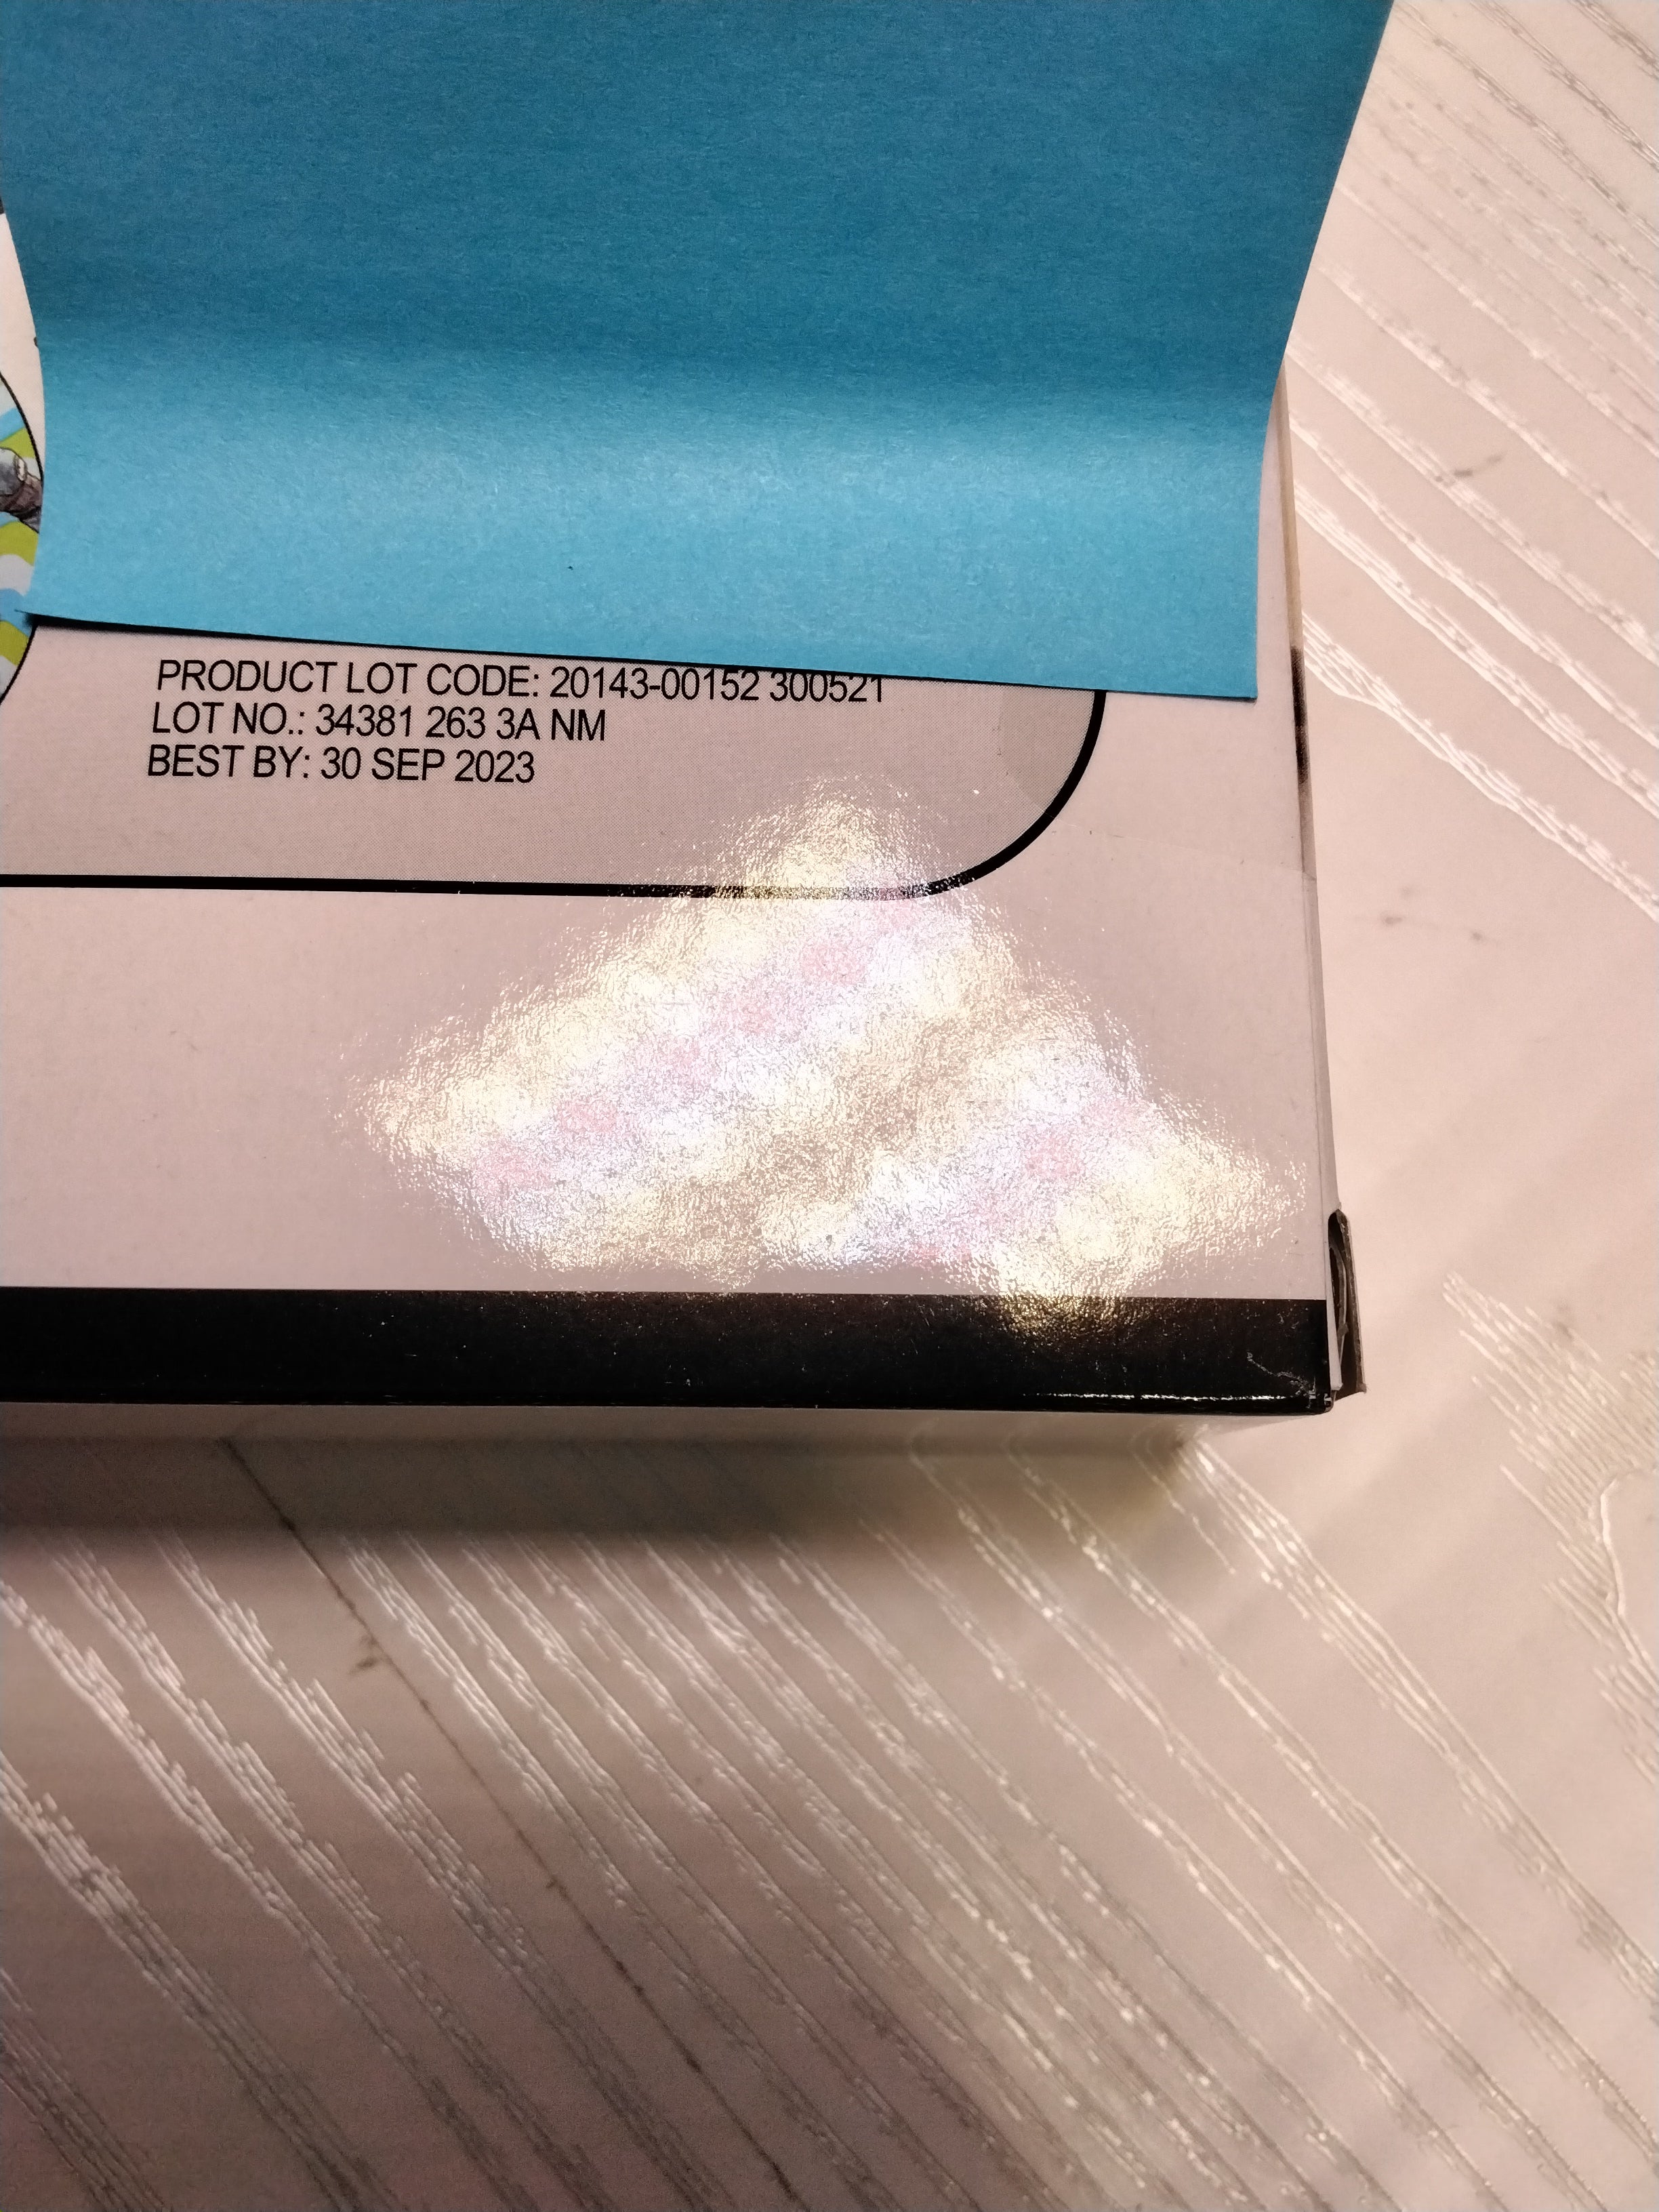 PRODUCT LOT CODE: 20143-00152 300521
LOT NO.: 34381 263 3A NM
BEST BY: 30 SEP 2023